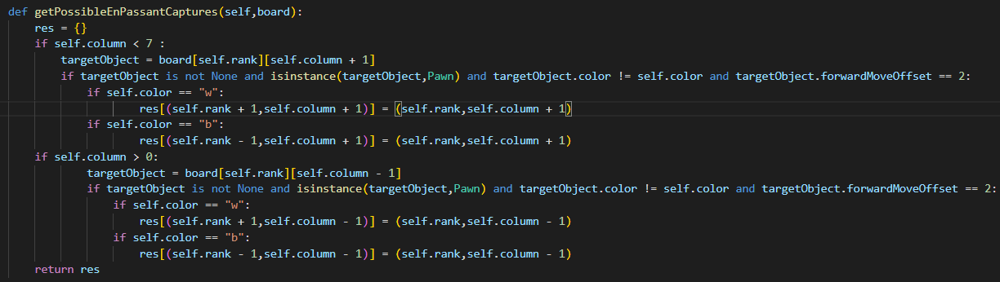 def getPossibleEnPassantCaptures(self,board):
    res = {}
    if self.column < 7 :
        targetObject = board[self.rank][self.column + 1]
        if targetObject is not None and isinstance(targetObject,Pawn) and targetObject.color != self.color and targetObject.forwardMoveOffset == 2:
            if self.color == "w":
                    res[(self.rank + 1,self.column + 1)] = (self.rank,self.column + 1)
            if self.color == "b":
                    res[(self.rank - 1,self.column + 1)] = (self.rank,self.column + 1)
    if self.column > 0:
            targetObject = board[self.rank][self.column - 1]
            if targetObject is not None and isinstance(targetObject,Pawn) and targetObject.color != self.color and targetObject.forwardMoveOffset == 2:
                if self.color == "w":
                    res[(self.rank + 1,self.column - 1)] = (self.rank,self.column - 1)
                if self.color == "b":
                    res[(self.rank - 1,self.column - 1)] = (self.rank,self.column - 1)
    return res